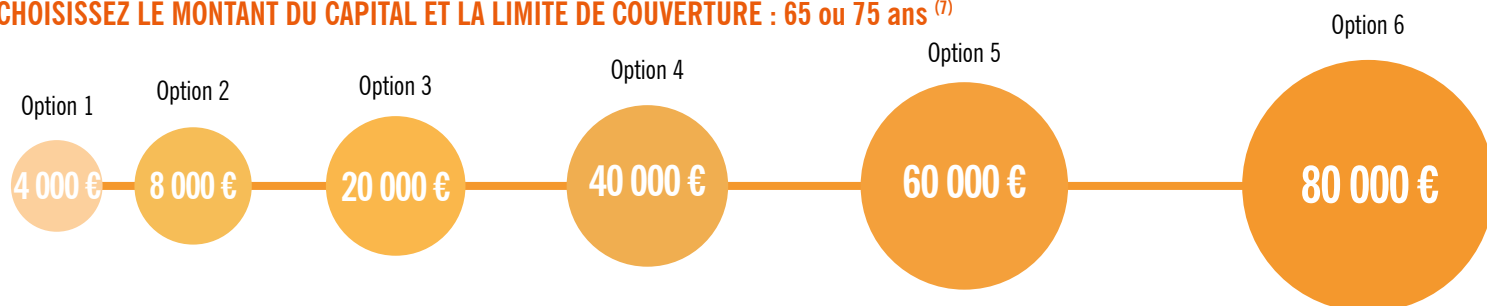 CHOISISSEZ LE MONTANT DU CAPITAL ET LA LIMITE DE COUVERTURE : 65 ou 75 ans (7)
Option 1
Option 2
Option 3
Option 4
Option 5
Option 6
4 000 €
8 000 €
20 000 €
40 000 €
60 000 €
80 000 €